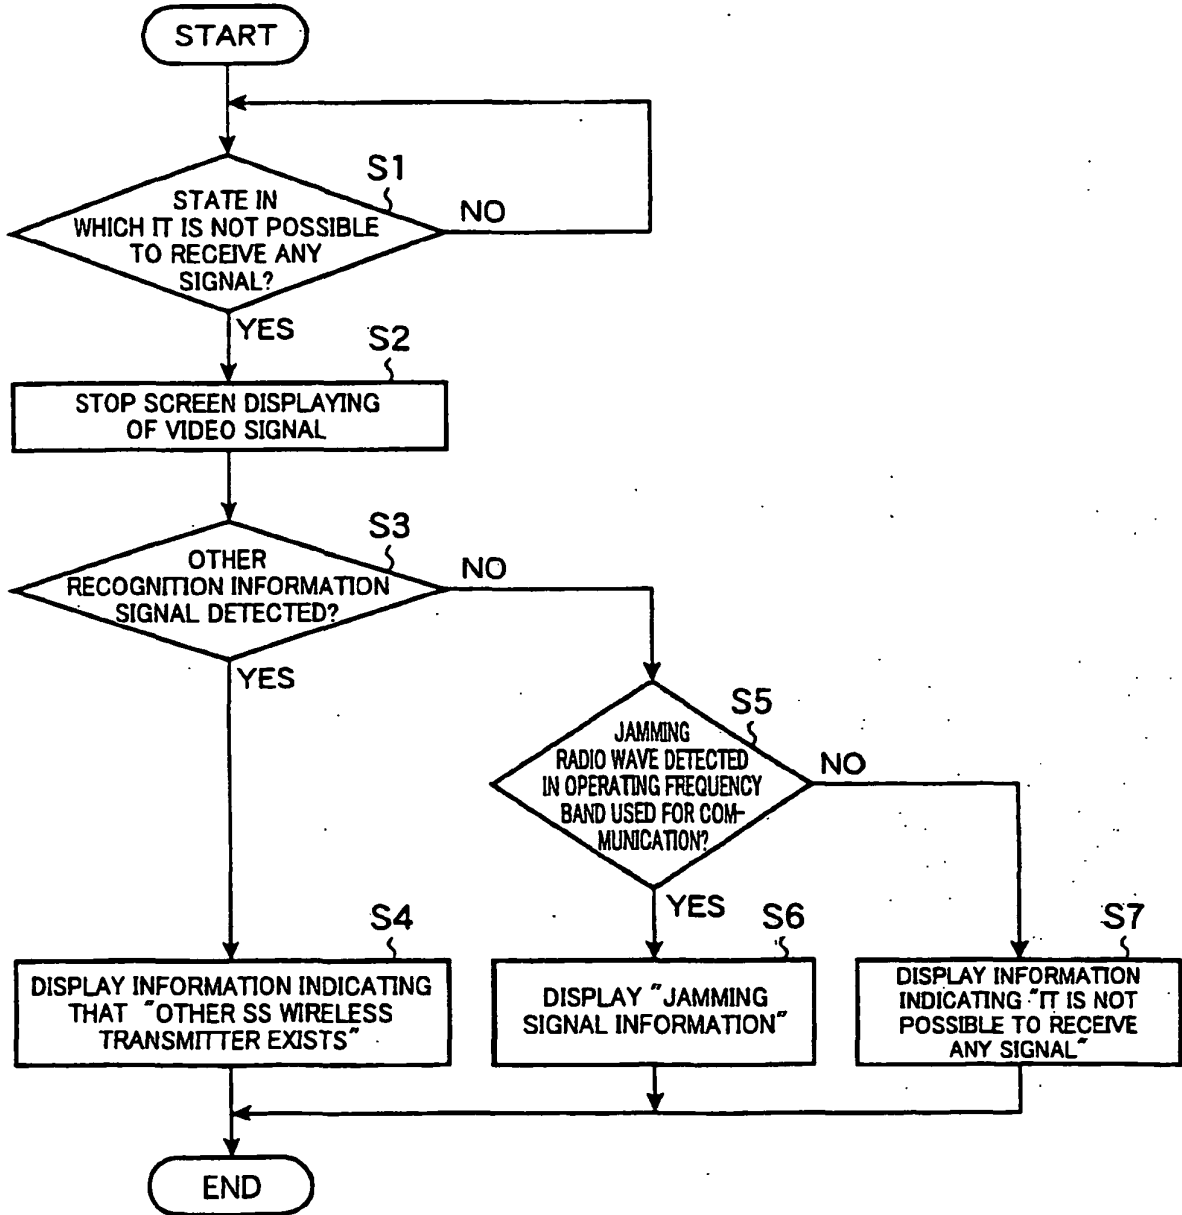 START
S1
STATE IN
WHICH IT IS NOT POSSIBLE
TO RECEIVE ANY
SIGNAL?
NO
YES
S2
STOP SCREEN DISPLAYING
OF VIDEO SIGNAL
S3
OTHER
RECOGNITION INFORMATION
SIGNAL DETECTED?
NO
YES
S5
JAMMING
RADIO WAVE DETECTED
IN OPERATING FREQUENCY
BAND USED FOR COM-
MUNICATION?
NO
YES
S4
DISPLAY INFORMATION INDICATING
THAT "OTHER SS WIRELESS
TRANSMITTER EXISTS"
S6
DISPLAY "JAMMING
SIGNAL INFORMATION"
S7
DISPLAY INFORMATION
INDICATING "IT IS NOT
POSSIBLE TO RECEIVE
ANY SIGNAL"
END